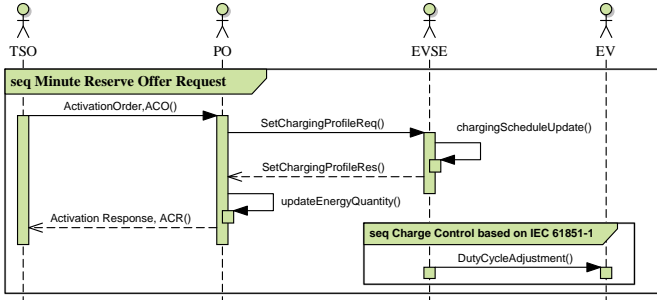 TSO PO EVSE EV
seq Minute Reserve Offer Request
ActivationOrder,ACO()
SetChargingProfileReq()
chargingScheduleUpdate()
SetChargingProfileRes()
updateEnergyQuantity()
Activation Response, ACR()
seq Charge Control based on IEC 61851-1
DutyCycleAdjustment()